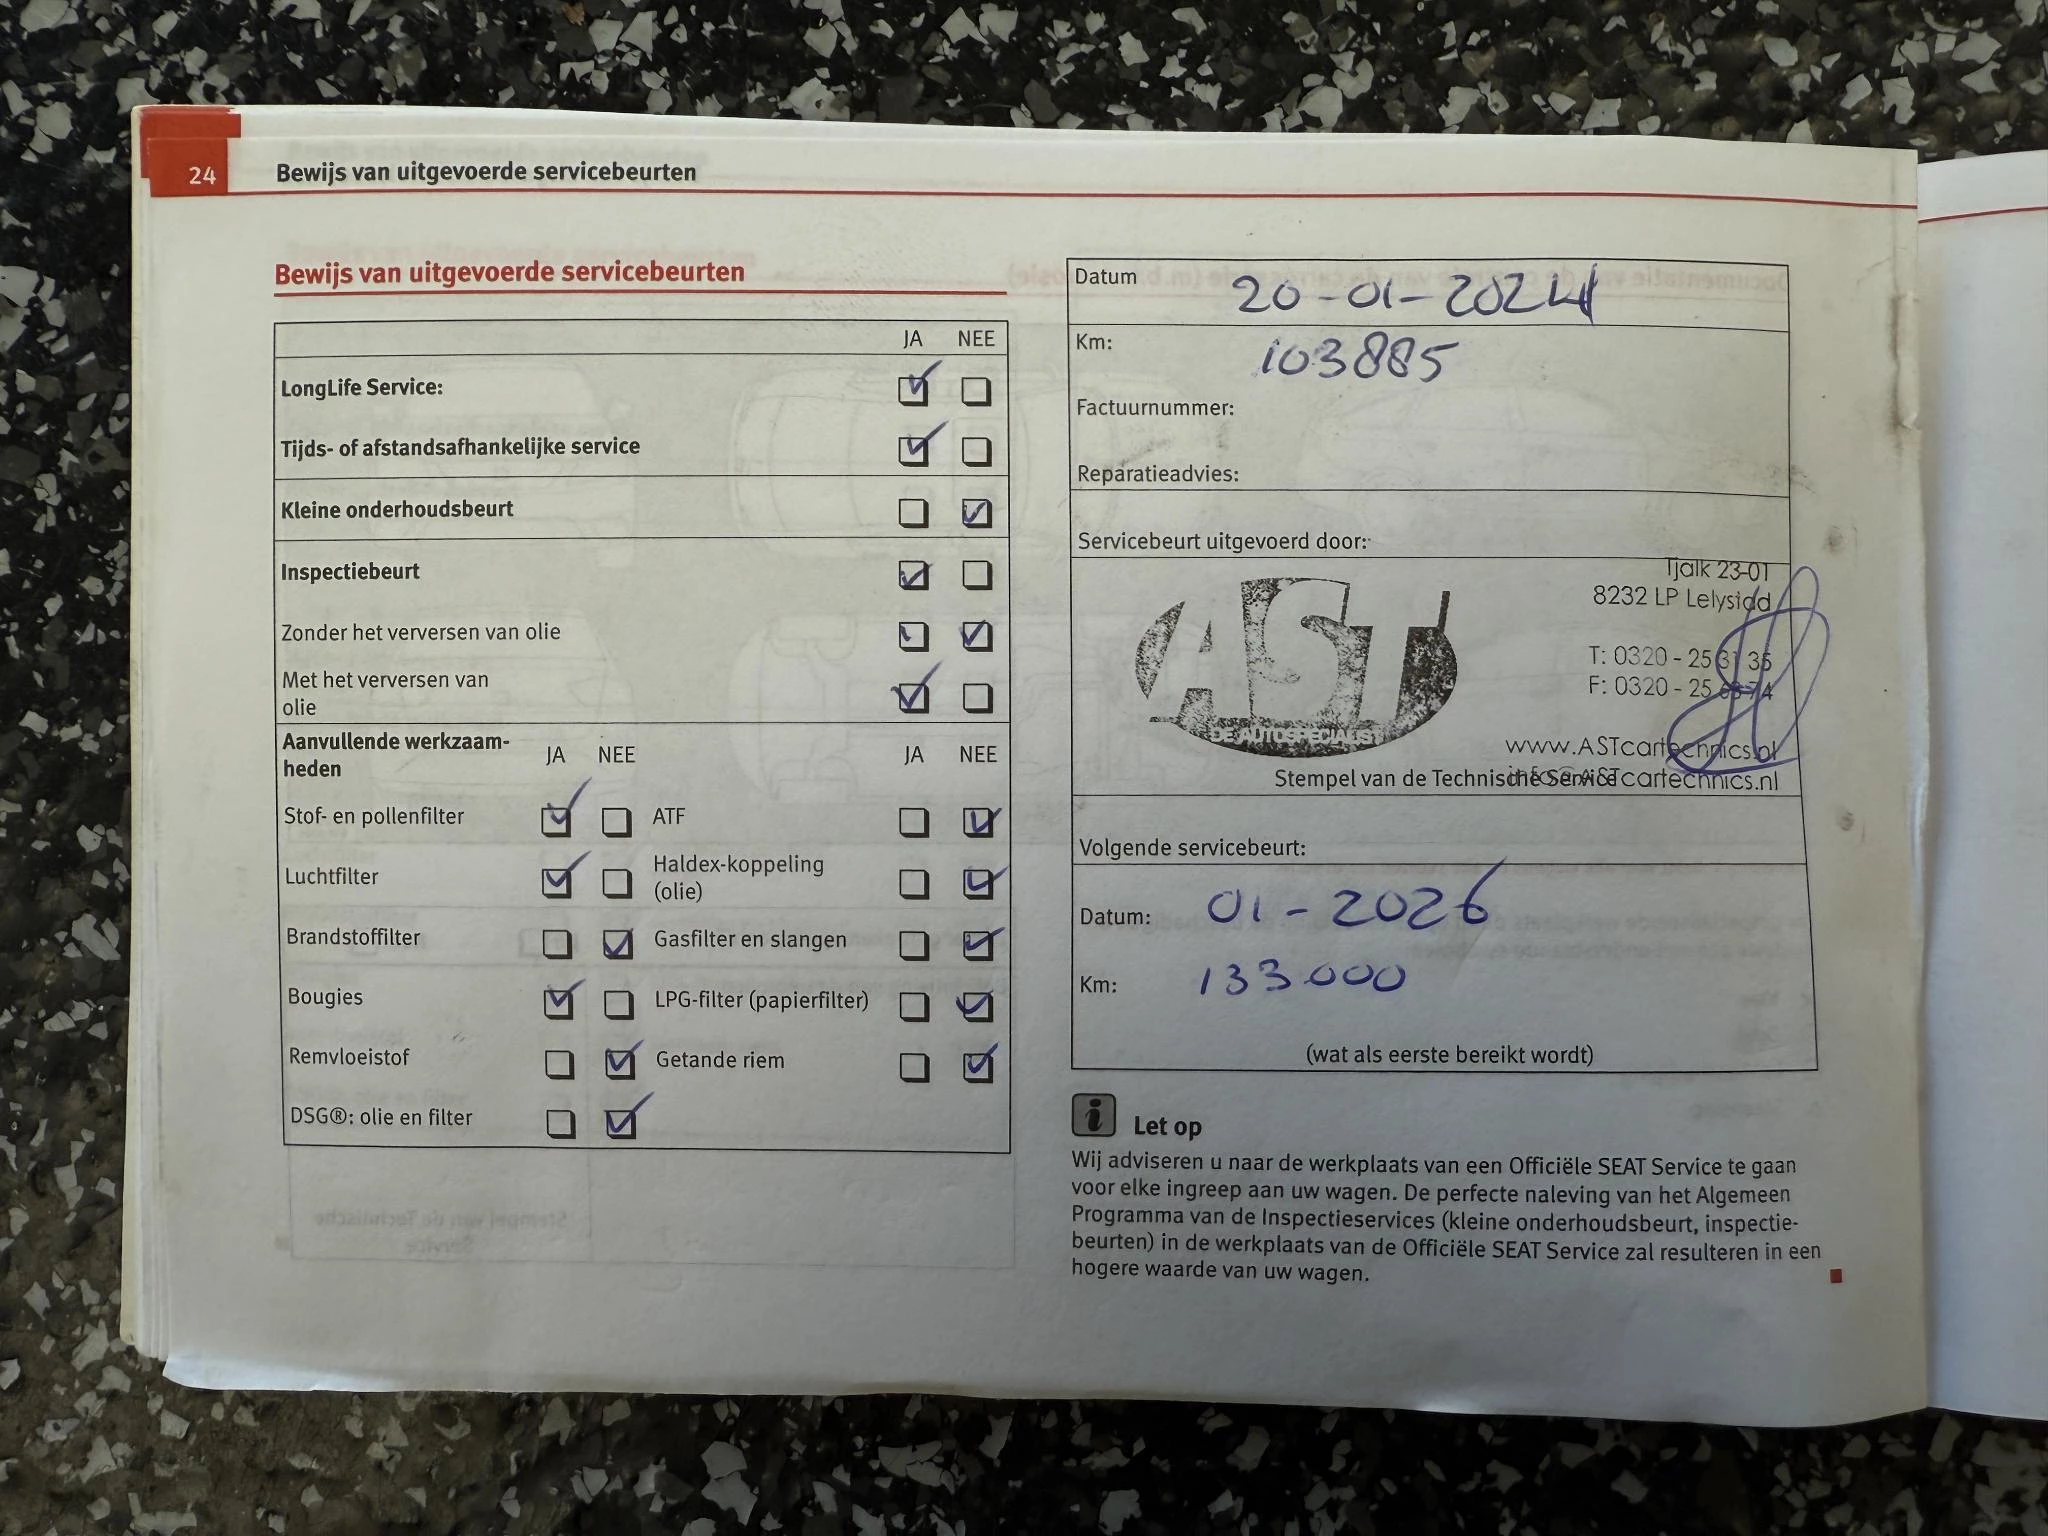 24
Bewijs van uitgevoerde servicebeurten
Bewijs van uitgevoerde servicebeurten
JA NEE
LongLife Service:
Tijds- of afstandsafhankelijke service
Kleine onderhoudsbeurt
Inspectiebeurt
Zonder het verversen van olie
Met het verversen van
olie
Aanvullende werkzaam-
heden
JA NEE JA NEE
Stof- en pollenfilter ATF
Luchtfilter Haldex-koppeling
(olie)
Brandstoffilter Gasfilter en slangen
Bougies LPG-filter (papierfilter)
Remvloeistof Getande riem
DSG®: olie en filter
Datum 20-01-2024
Km: 103885
Factuurnummer:
Reparatieadvies:
Servicebeurt uitgevoerd door:
AST
DE AUTOSPECIALIST
Tjalk 23-01
8232 LP Lelystad
T: 0320 - 25 31 35
F: 0320 - 25
www.ASTcartechnics.nl
info@ASTcartechnics.nl
Stempel van de Technische Service
Volgende servicebeurt:
Datum: 01-2026
Km: 133000
(wat als eerste bereikt wordt)
i Let op
Wij adviseren u naar de werkplaats van een Officiële SEAT Service te gaan
voor elke ingreep aan uw wagen. De perfecte naleving van het Algemeen
Programma van de Inspectieservices (kleine onderhoudsbeurt, inspectie-
beurten) in de werkplaats van de Officiële SEAT Service zal resulteren in een
hogere waarde van uw wagen.